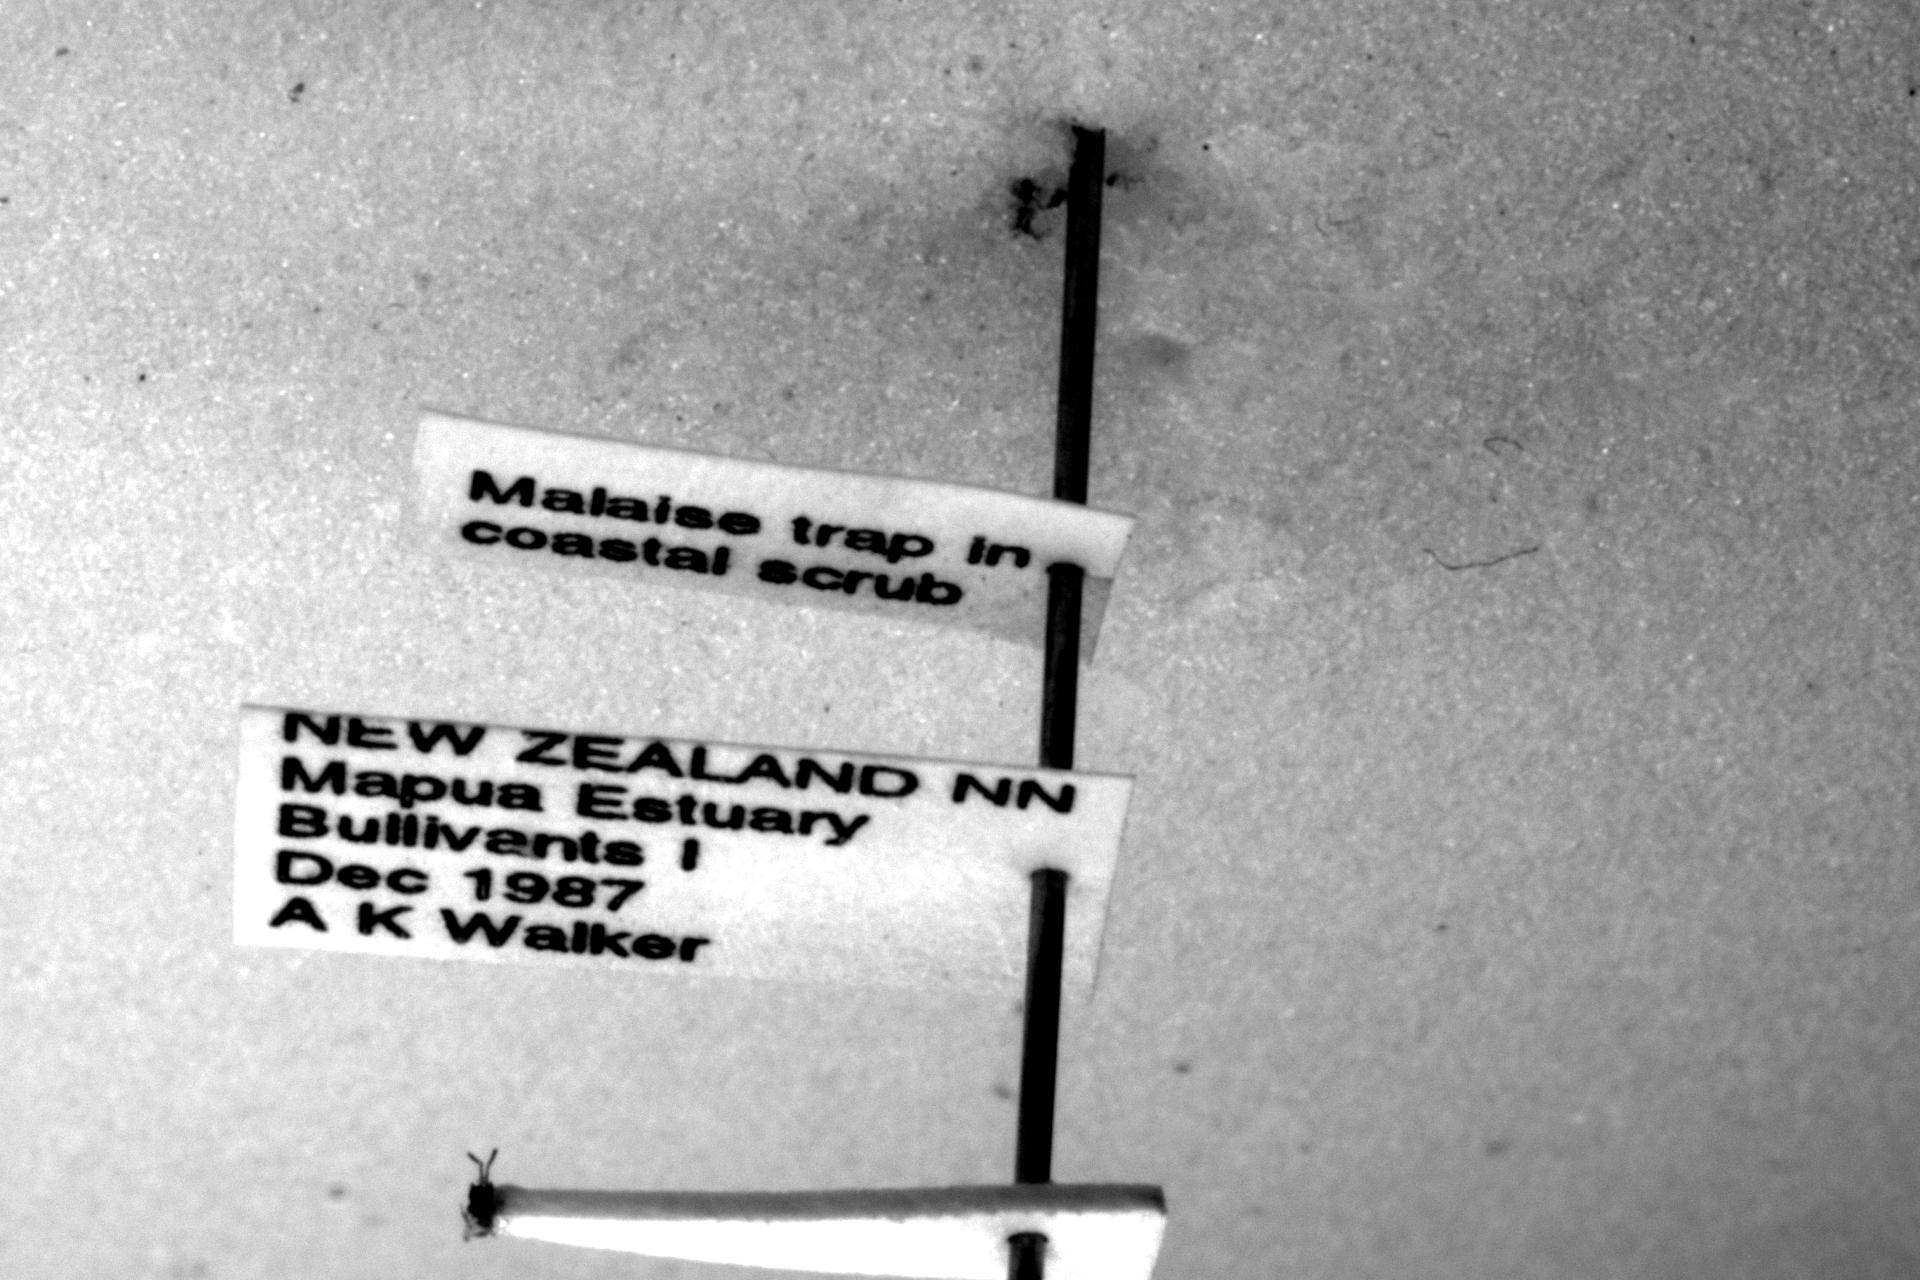 Malaise trap in
coastal scrub
NEW ZEALAND NN
Mapua Estuary
Bullivants I
Dec 1987
A K Walker